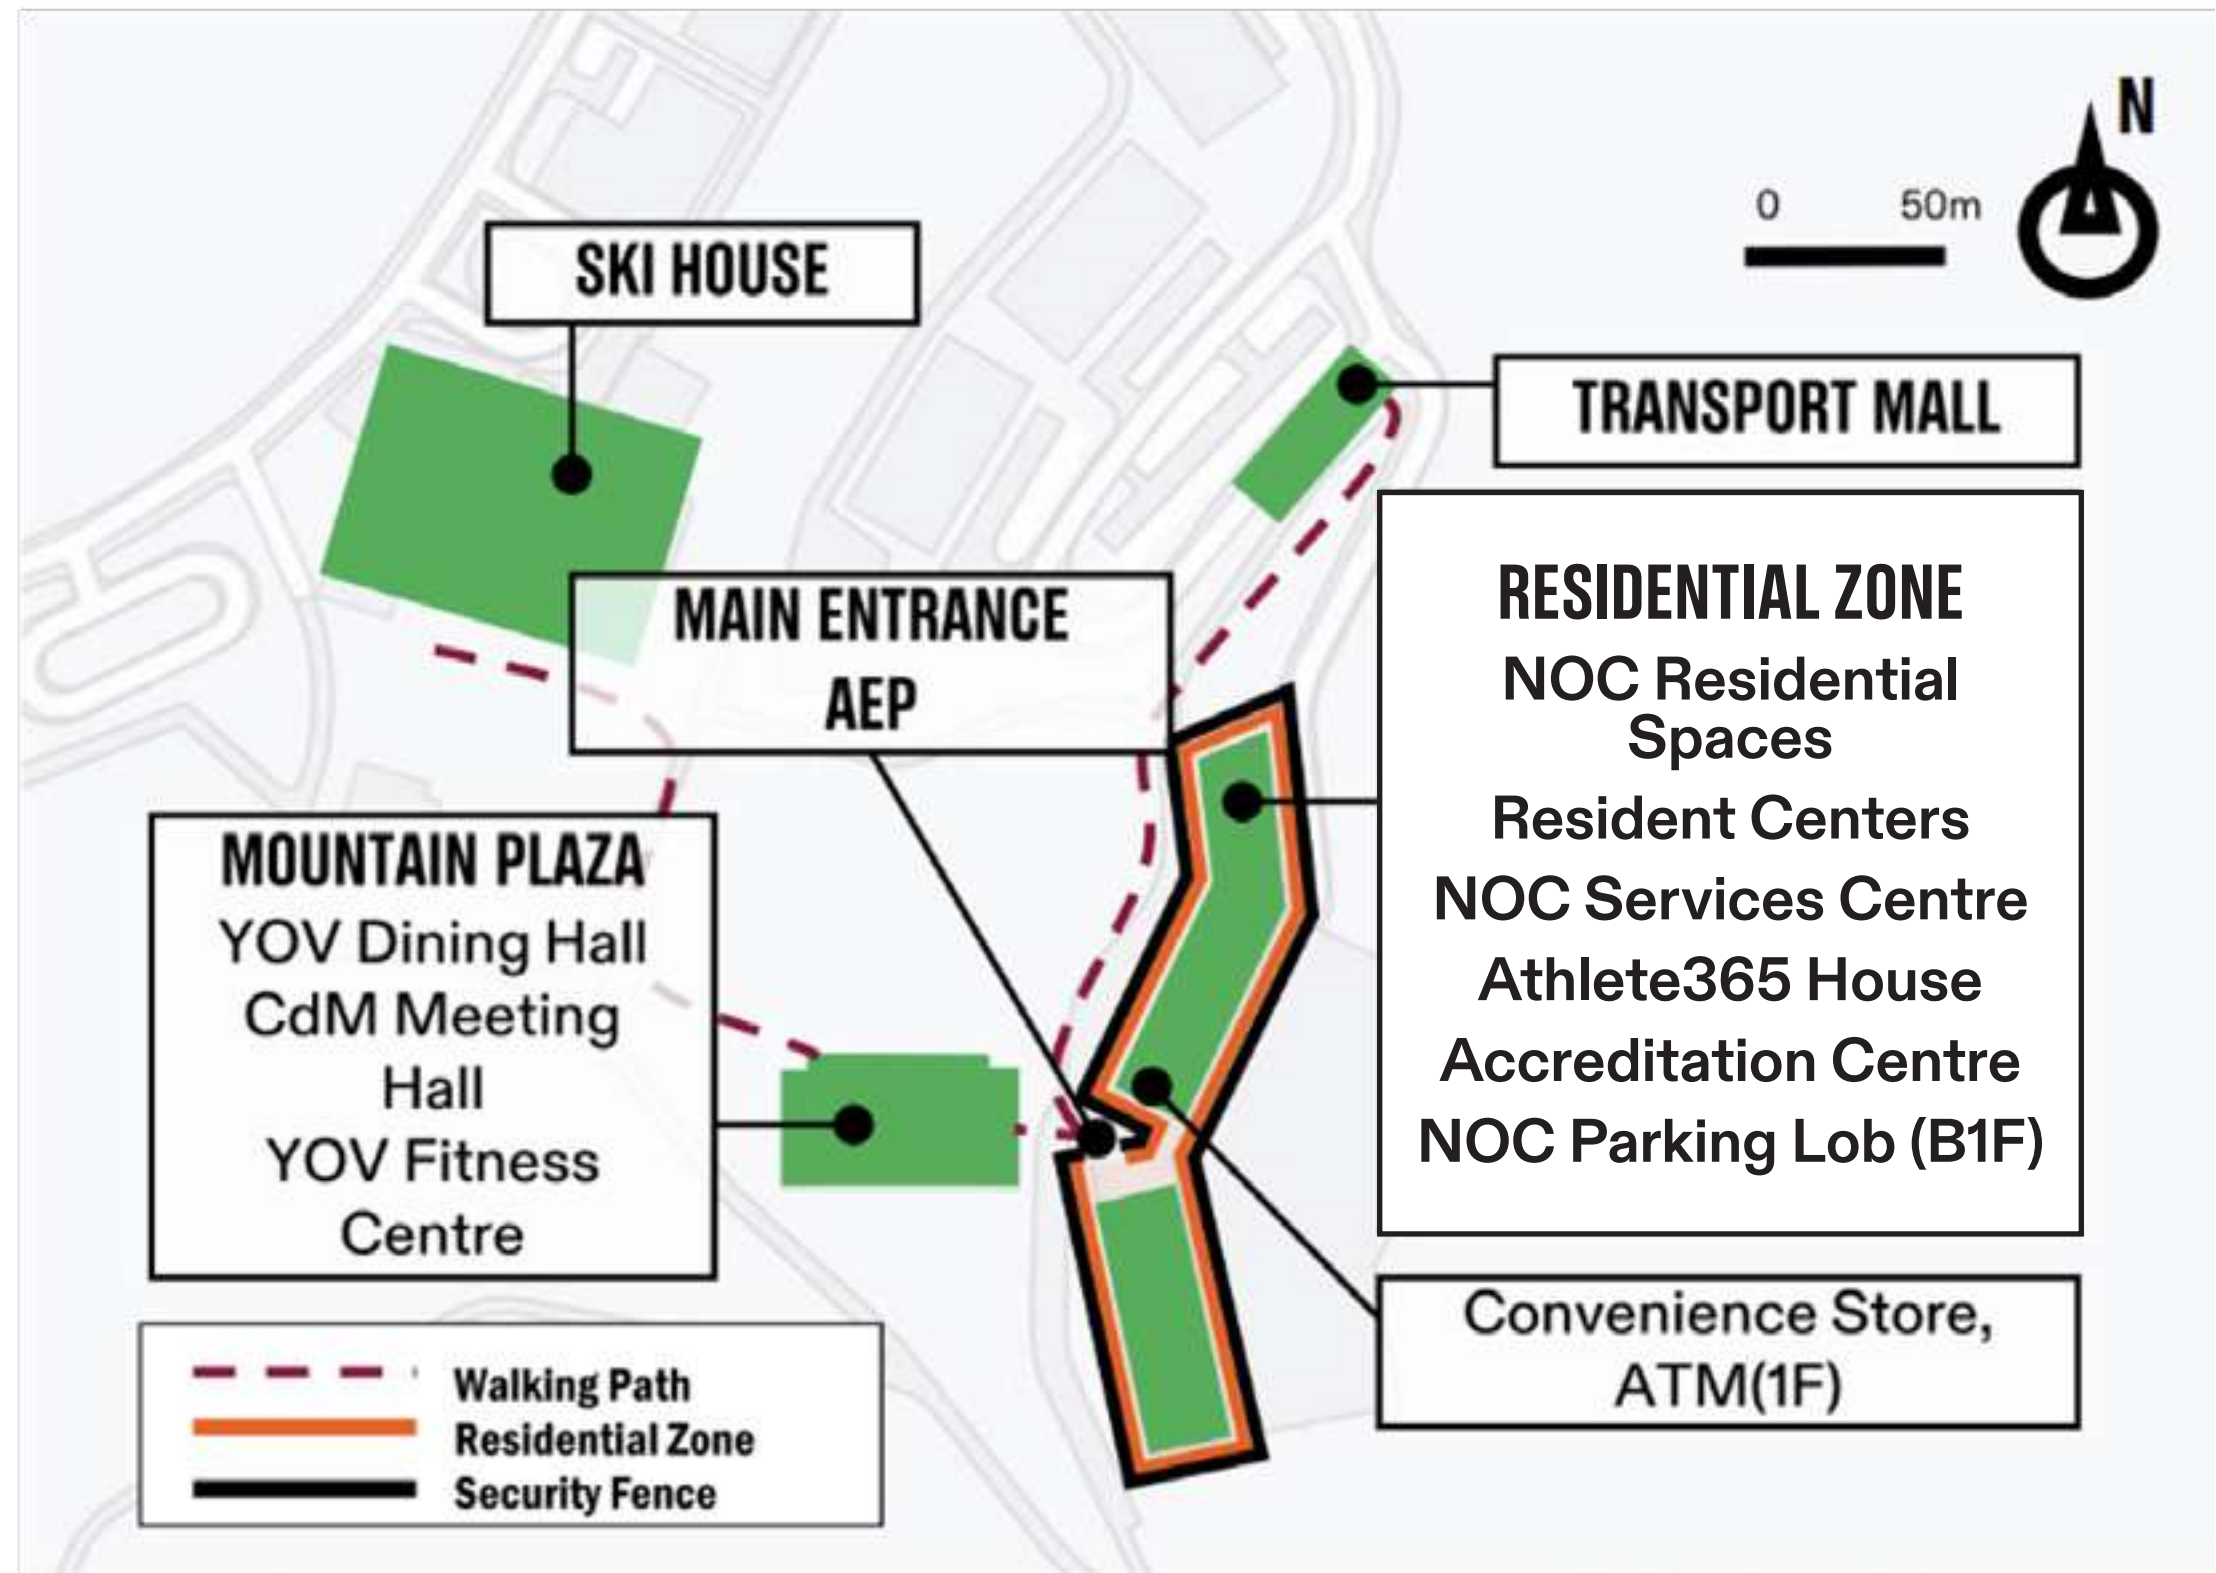 N
0 50m
SKI HOUSE
TRANSPORT MALL
RESIDENTIAL ZONE
NOC Residential
Spaces
Resident Centers
NOC Services Centre
Athlete365 House
Accreditation Centre
NOC Parking Lob (B1F)
MAIN ENTRANCE
AEP
MOUNTAIN PLAZA
YOV Dining Hall
CdM Meeting
Hall
YOV Fitness
Centre
Convenience Store,
ATM(1F)
Walking Path
Residential Zone
Security Fence